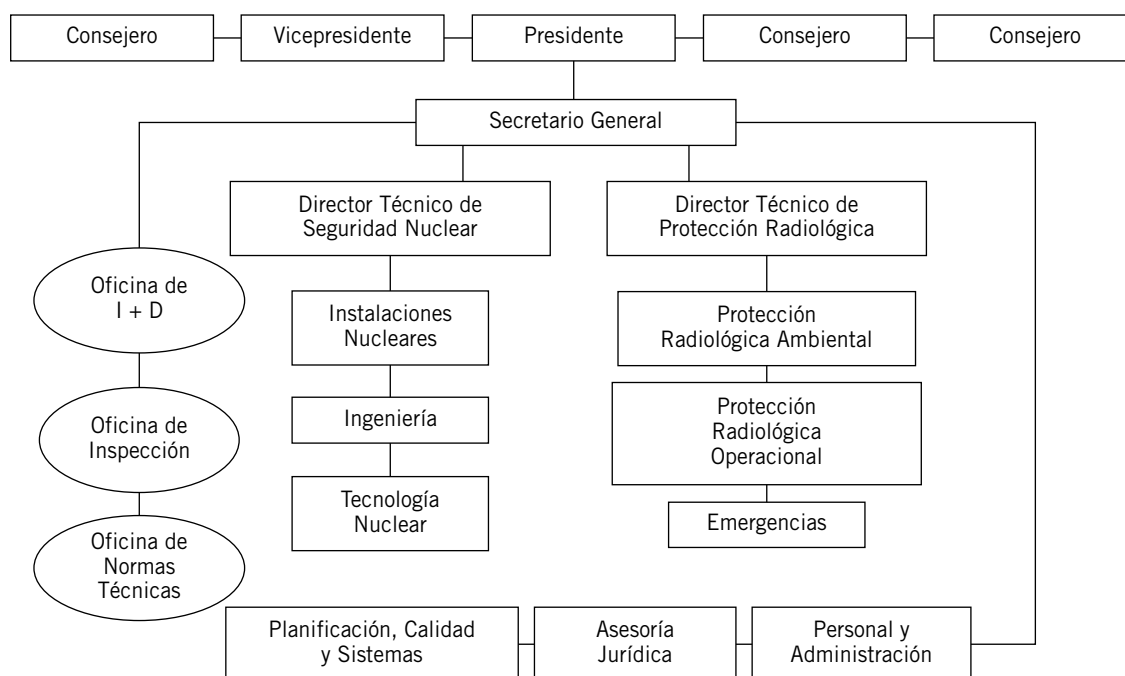 Consejero
Vicepresidente
Presidente
Consejero
Consejero
Secretario General
Director Técnico de
Seguridad Nuclear
Director Técnico de
Protección Radiológica
Oficina de
I + D
Instalaciones
Nucleares
Protección
Radiológica Ambiental
Oficina de
Inspección
Ingeniería
Protección
Radiológica
Operacional
Tecnología
Nuclear
Emergencias
Oficina de
Normas
Técnicas
Planificación, Calidad
y Sistemas
Asesoría
Jurídica
Personal y
Administración